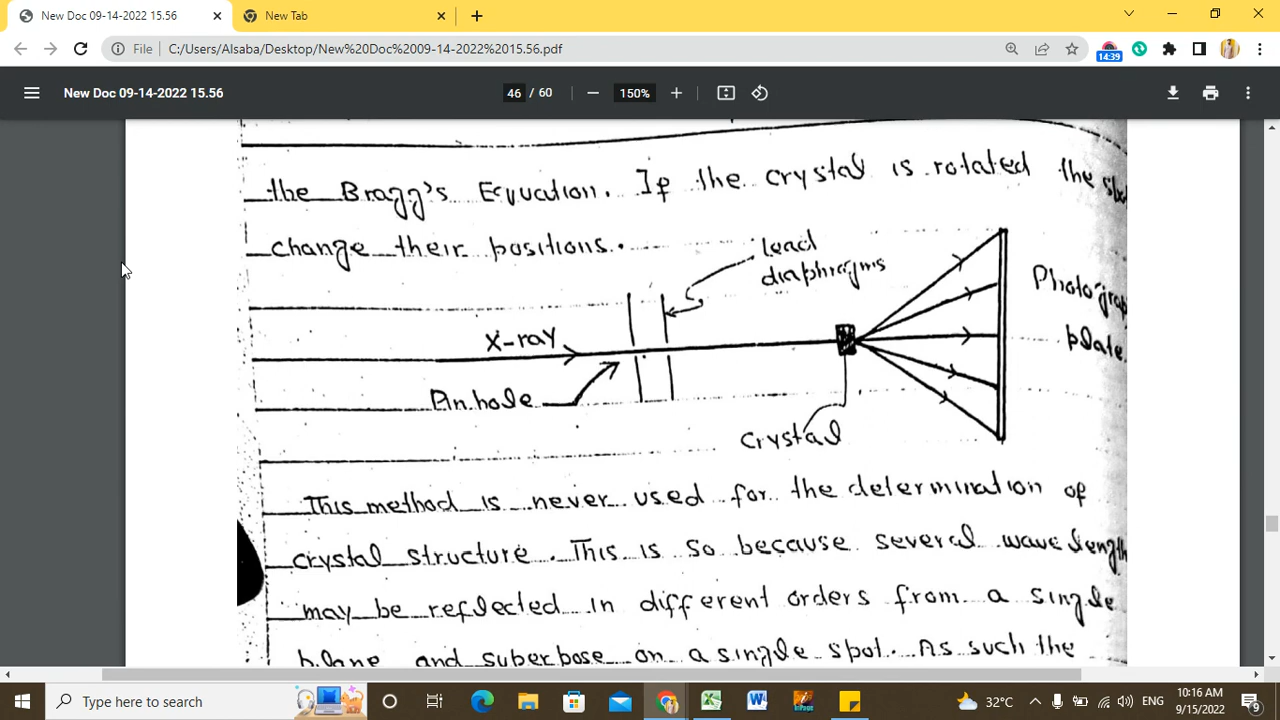 New Doc 09-14-2022 15.56
New Tab
File
C:/Users/Alsaba/Desktop/New%20Doc%2009-14-2022%2015.56.pdf
14:39
New Doc 09-14-2022 15.56
46 / 60
150%
the Bragg's Equation. If the crystal is rotated the
change their positions.
lead
diaphragms
X-ray
Pinhole
Crystal
Photograp
plate.
This method is never used for the determination of
crystal structure. This is so because several wave length
may be reflected in different orders from a single
plane and superpose on a single spot. As such the
Type here to search
32°C
ENG
10:16 AM
9/15/2022
9